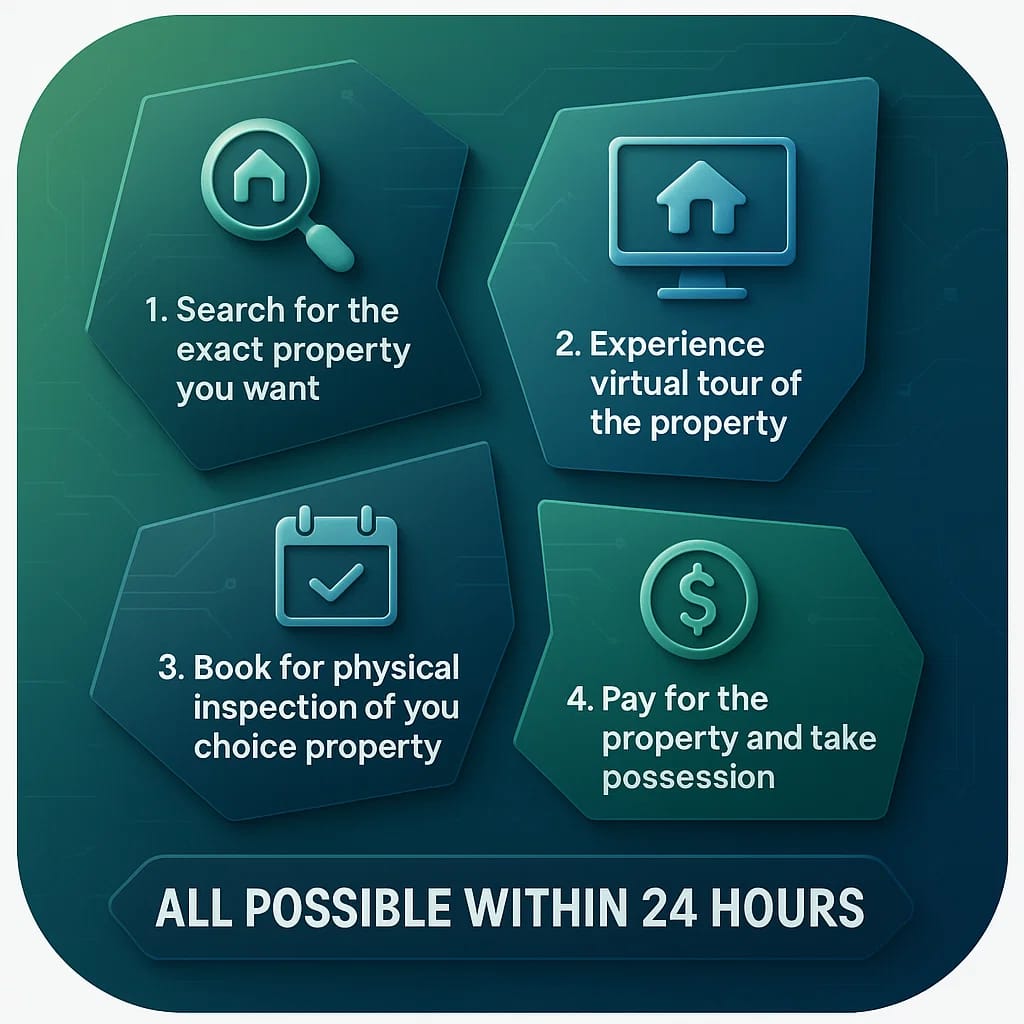 1. Search for the
exact property
you want
2. Experience
virtual tour of
the property
3. Book for physical
inspection of you
choice property
$
4. Pay for the
property and take
possession
ALL POSSIBLE WITHIN 24 HOURS